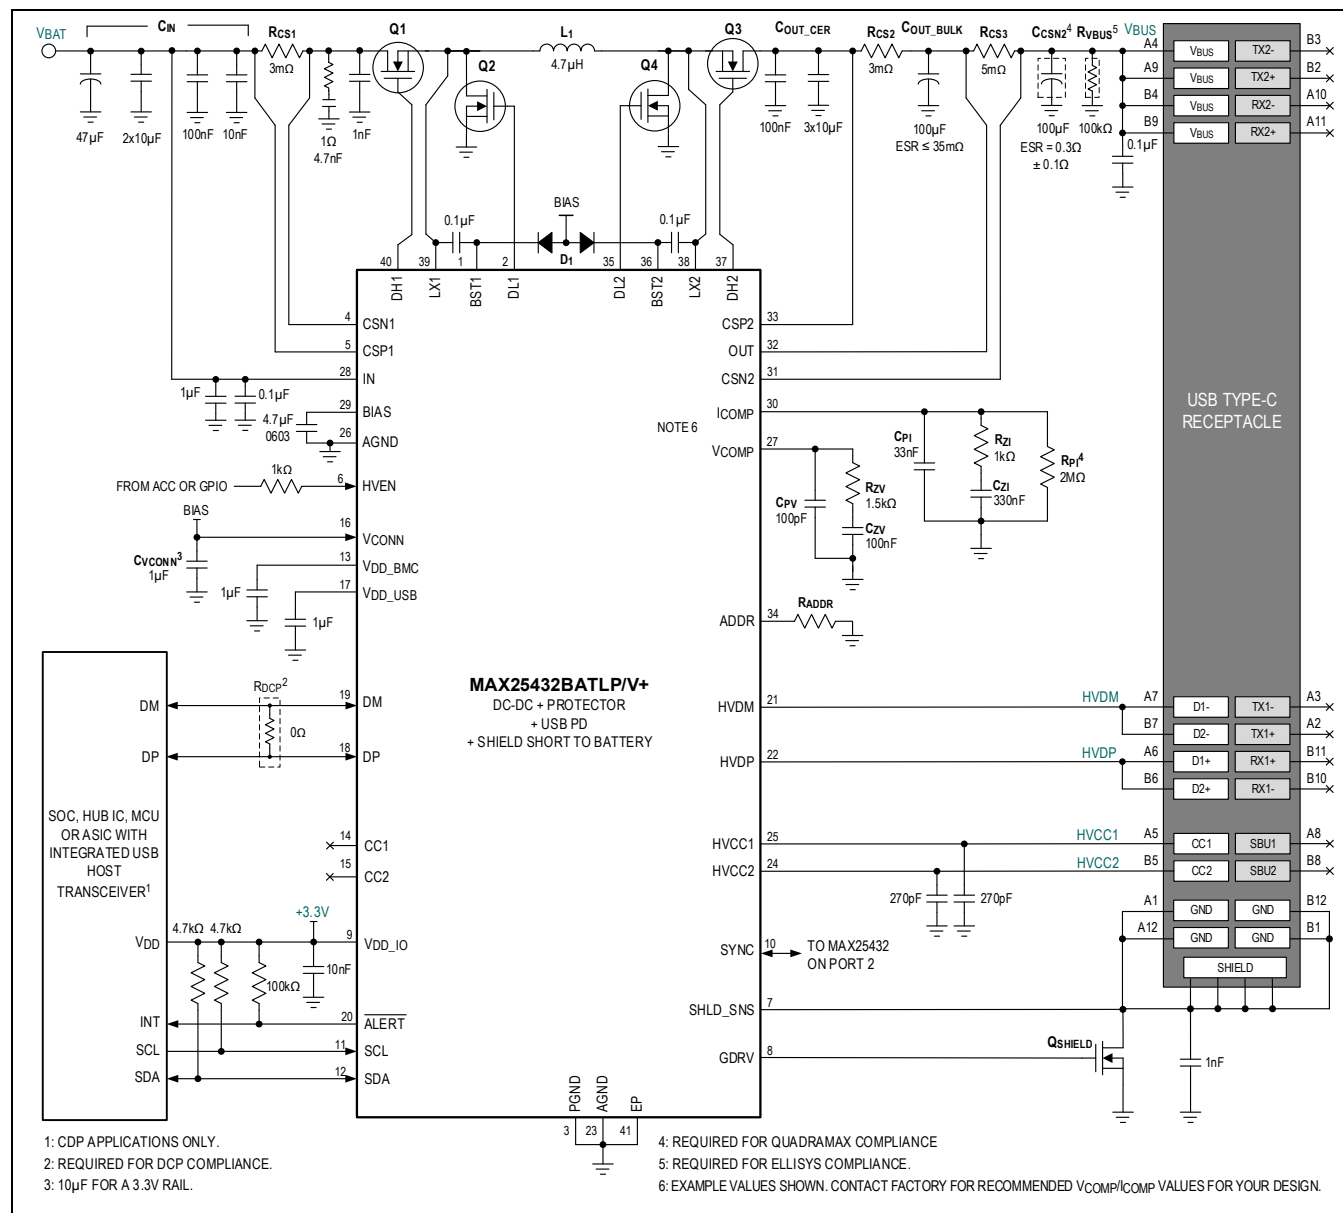 VBAT
CIN
RCS1
3mΩ
Q1
Q2
L1
4.7µH
Q3
Q4
COUT_CER
RCS2
3mΩ
COUT_BULK
RCS3
5mΩ
CCSN2⁴
RVBUS⁵
VBUS
47µF
2x10µF
100nF
10nF
1Ω
4.7nF
1nF
100nF
3x10µF
100µF
ESR ≤ 35mΩ
100µF
ESR = 0.3Ω
± 0.1Ω
100kΩ
0.1µF
A4 VBUS TX2- B3
A9 VBUS TX2+ B2
B4 VBUS RX2- A10
B9 VBUS RX2+ A11
USB TYPE-C
RECEPTACLE
0.1µF
BIAS
D1
0.1µF
40 39 1 2 35 36 38 37
DH1 LX1 BST1 DL1 DL2 BST2 LX2 DH2
4 CSN1
5 CSP1
28 IN
1µF
0.1µF
29 BIAS
4.7µF
0603
26 AGND
FROM ACC OR GPIO
1kΩ
6 HVEN
BIAS
16 VCONN
CVCONN³
1µF
13 VDD_BMC
1µF
17 VDD_USB
1µF
CSP2 33
OUT 32
CSN2 31
ICOMP 30
NOTE 6
VCOMP 27
CPI
33nF
RZI
1kΩ
CZI
330nF
RPI⁴
2MΩ
CPV
100pF
RZV
1.5kΩ
CZV
100nF
ADDR 34
RADDR
MAX25432BATLP/V+
DC-DC + PROTECTOR
+ USB PD
+ SHIELD SHORT TO BATTERY
DM
RDCP²
0Ω
19 DM
DP
18 DP
SOC, HUB IC, MCU
OR ASIC WITH
INTEGRATED USB
HOST
TRANSCEIVER¹
14 CC1
15 CC2
+3.3V
4.7kΩ 4.7kΩ
VDD
9 VDD_IO
10nF
100kΩ
INT
20 ALERT
SCL
11 SCL
SDA
12 SDA
HVDM 21
HVDM
A7 D1- TX1- A3
B7 D2- TX1+ A2
HVDP 22
HVDP
A6 D1+ RX1+ B11
B6 D2+ RX1- B10
HVCC1 25
HVCC1
A5 CC1 SBU1 A8
HVCC2 24
HVCC2
B5 CC2 SBU2 B8
270pF
270pF
A1 GND GND B12
A12 GND GND B1
SHIELD
SYNC 10
TO MAX25432
ON PORT 2
SHLD_SNS 7
GDRV 8
QSHIELD
1nF
PGND AGND EP
3 23 41
1: CDP APPLICATIONS ONLY.
2: REQUIRED FOR DCP COMPLIANCE.
3: 10µF FOR A 3.3V RAIL.
4: REQUIRED FOR QUADRAMAX COMPLIANCE
5: REQUIRED FOR ELLISYS COMPLIANCE.
6: EXAMPLE VALUES SHOWN. CONTACT FACTORY FOR RECOMMENDED VCOMP/ICOMP VALUES FOR YOUR DESIGN.